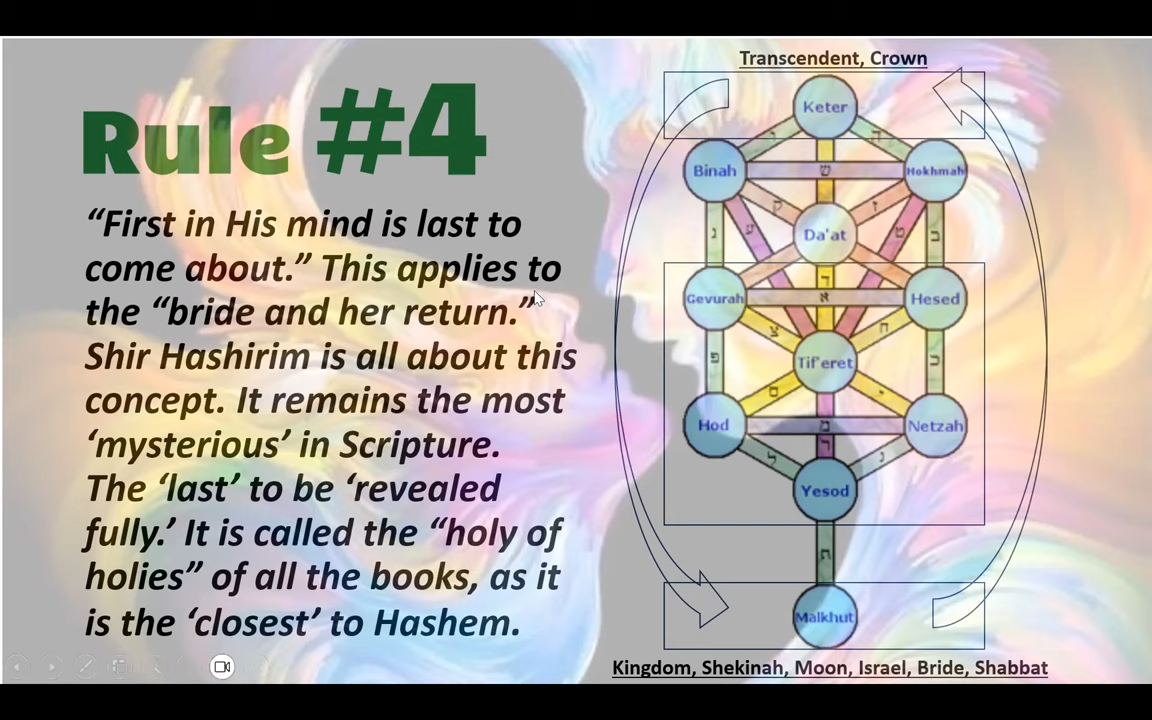 Rule #4
“First in His mind is last to
come about.” This applies to
the “bride and her return.”
Shir Hashirim is all about this
concept. It remains the most
‘mysterious’ in Scripture.
The ‘last’ to be ‘revealed
fully.’ It is called the “holy of
holies” of all the books, as it
is the ‘closest’ to Hashem.
Transcendent, Crown
Keter
Binah
Hokhmah
ש
Da'at
Gevurah
א
Hesed
Tif'eret
Hod
Netzah
Yesod
ת
Malkhut
Kingdom, Shekinah, Moon, Israel, Bride, Shabbat